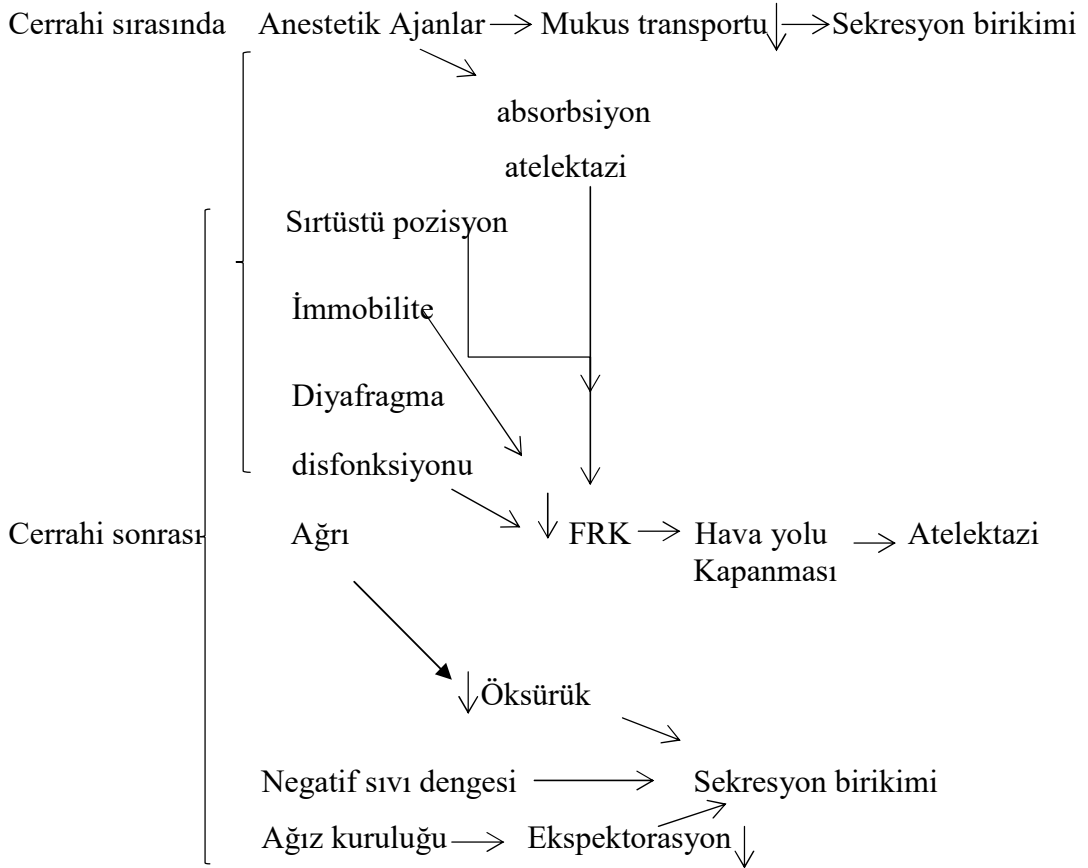 Cerrahi sırasında Anestetik Ajanlar Mukus transportu Sekresyon birikimi
absorbsiyon
atelektazi
Sırtüstü pozisyon
İmmobilite
Diyafragma
disfonksiyonu
Cerrahi sonrası Ağrı FRK Hava yolu Atelektazi
Kapanması
Öksürük
Negatif sıvı dengesi Sekresyon birikimi
Ağız kuruluğu Ekspektorasyon